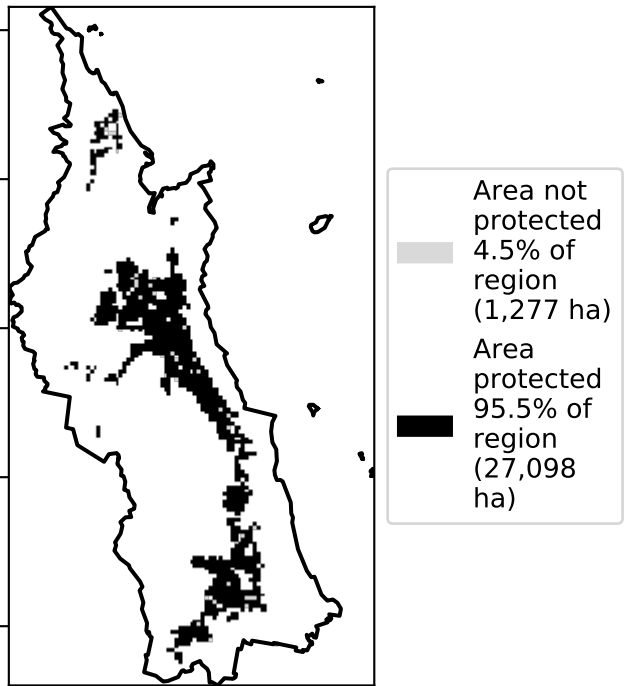 Area not
protected
4.5% of
region
(1,277 ha)
Area
protected
95.5% of
region
(27,098
ha)